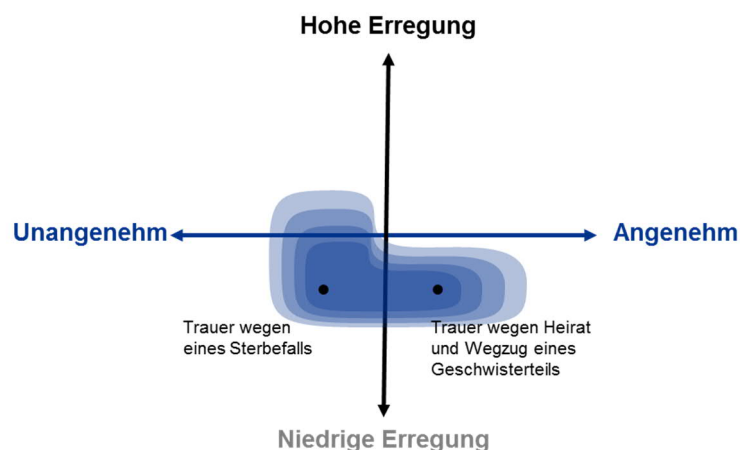 Hohe Erregung
Unangenehm
Angenehm
Trauer wegen
eines Sterbefalls
Trauer wegen Heirat
und Wegzug eines
Geschwisterteils
Niedrige Erregung